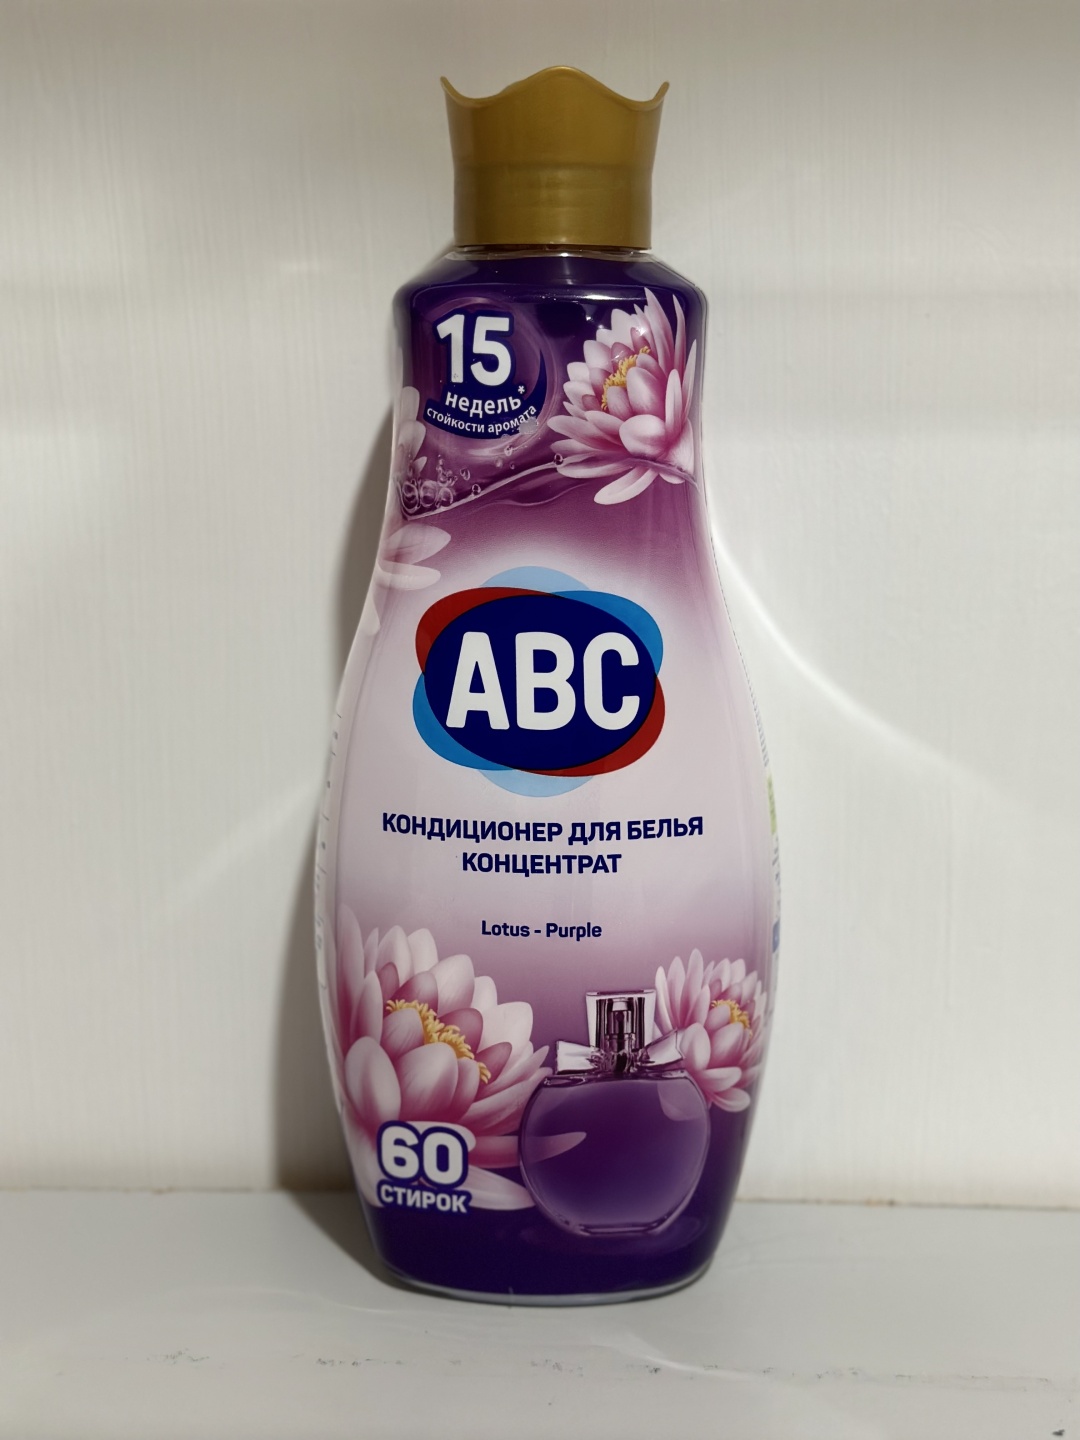 15
недель*
стойкости аромата
ABC
КОНДИЦИОНЕР ДЛЯ БЕЛЬЯ
КОНЦЕНТРАТ
Lotus - Purple
60
СТИРОК